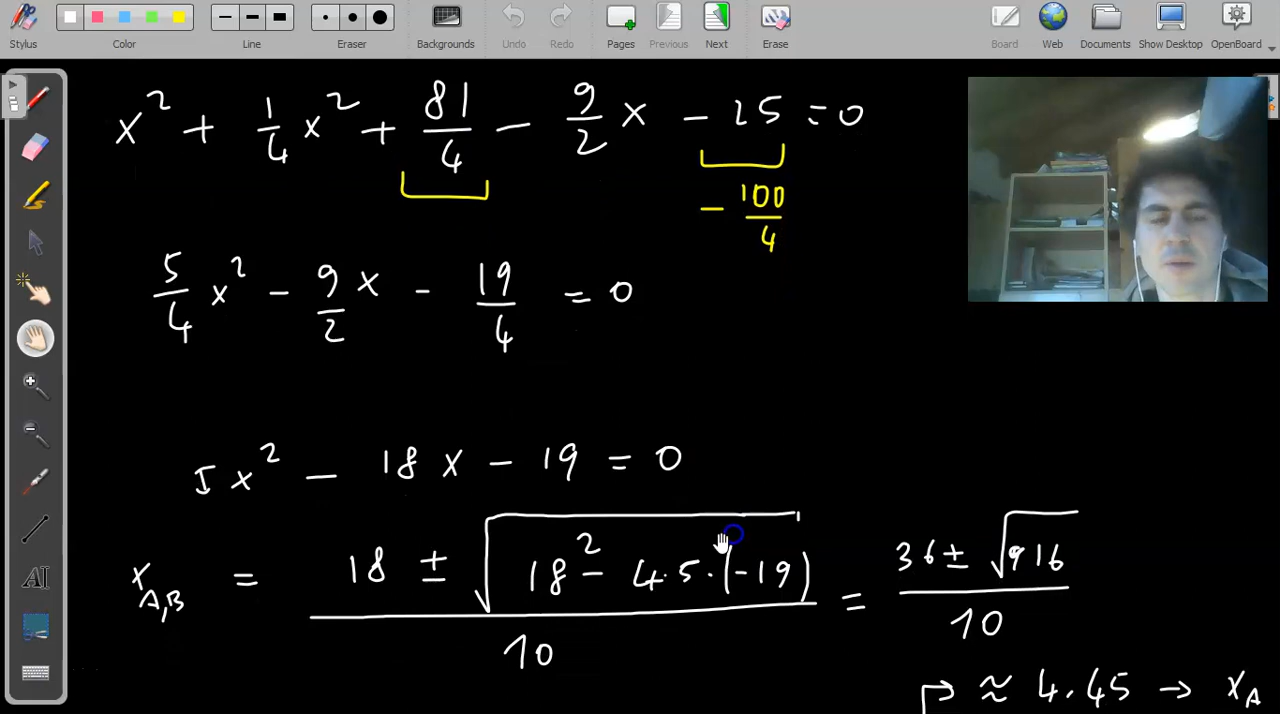 Stylus Color Line Eraser Backgrounds Undo Redo Pages Previous Next Erase Board Web Documents Show Desktop OpenBoard
x² + 1/4 x² + 81/4 - 9/2 x - 25 = 0
- 100/4
5/4 x² - 9/2 x - 19/4 = 0
5x² - 18x - 19 = 0
x_A,B = (18 ± √(18² - 4·5·(-19)))/10 = (36 ± √916)/10
≈ 4.45 → x_A